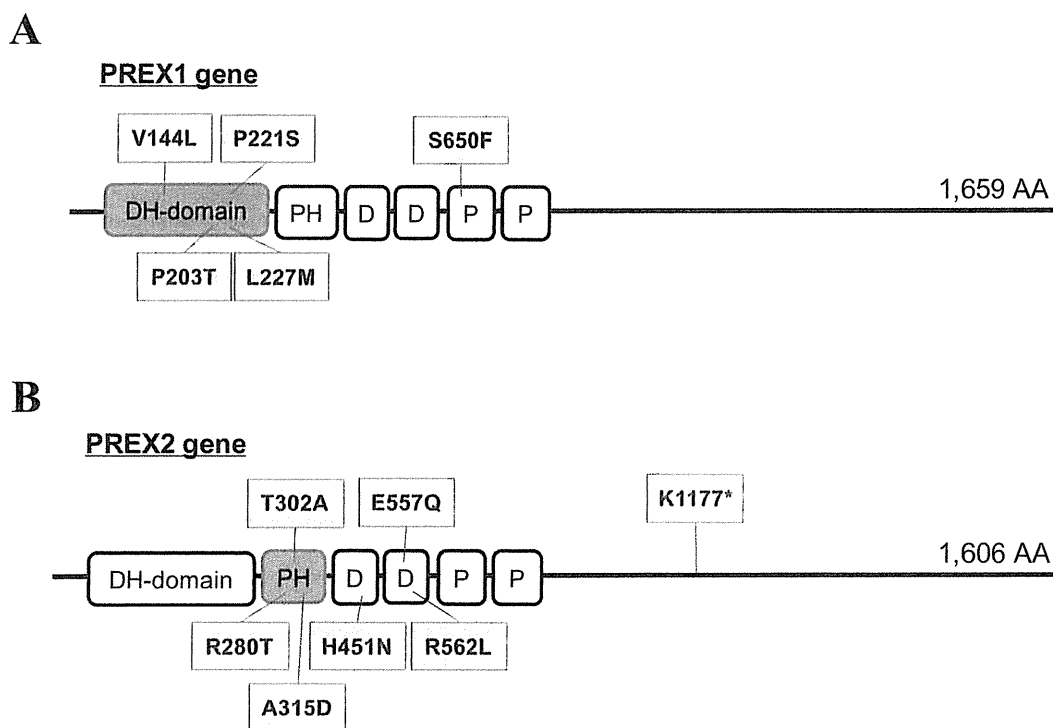 A
PREX1 gene
V144L P221S S650F
DH-domain PH D D P P 1,659 AA
P203T L227M
B
PREX2 gene
T302A E557Q K1177*
DH-domain PH D D P P 1,606 AA
R280T H451N R562L
A315D